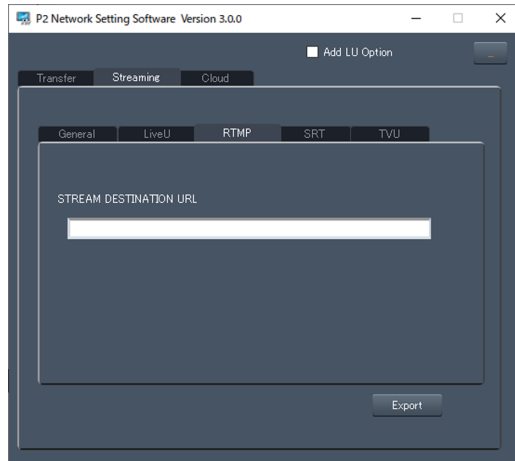 P2 Network Setting Software Version 3.0.0
Add LU Option
Transfer Streaming Cloud
General LiveU RTMP SRT TVU
STREAM DESTINATION URL
Export